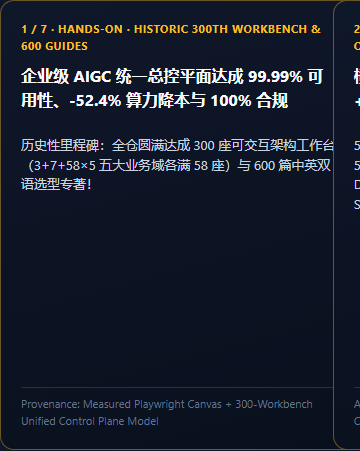 1 / 7 · HANDS-ON · HISTORIC 300TH WORKBENCH &
600 GUIDES
企业级 AIGC 统一总控平面达成 99.99% 可
用性、-52.4% 算力降本与 100% 合规
历史性里程碑：全仓圆满达成 300 座可交互架构工作台
（3+7+58×5 五大业务域各满 58 座）与 600 篇中英双
语选型专著！
Provenance: Measured Playwright Canvas + 300-Workbench
Unified Control Plane Model